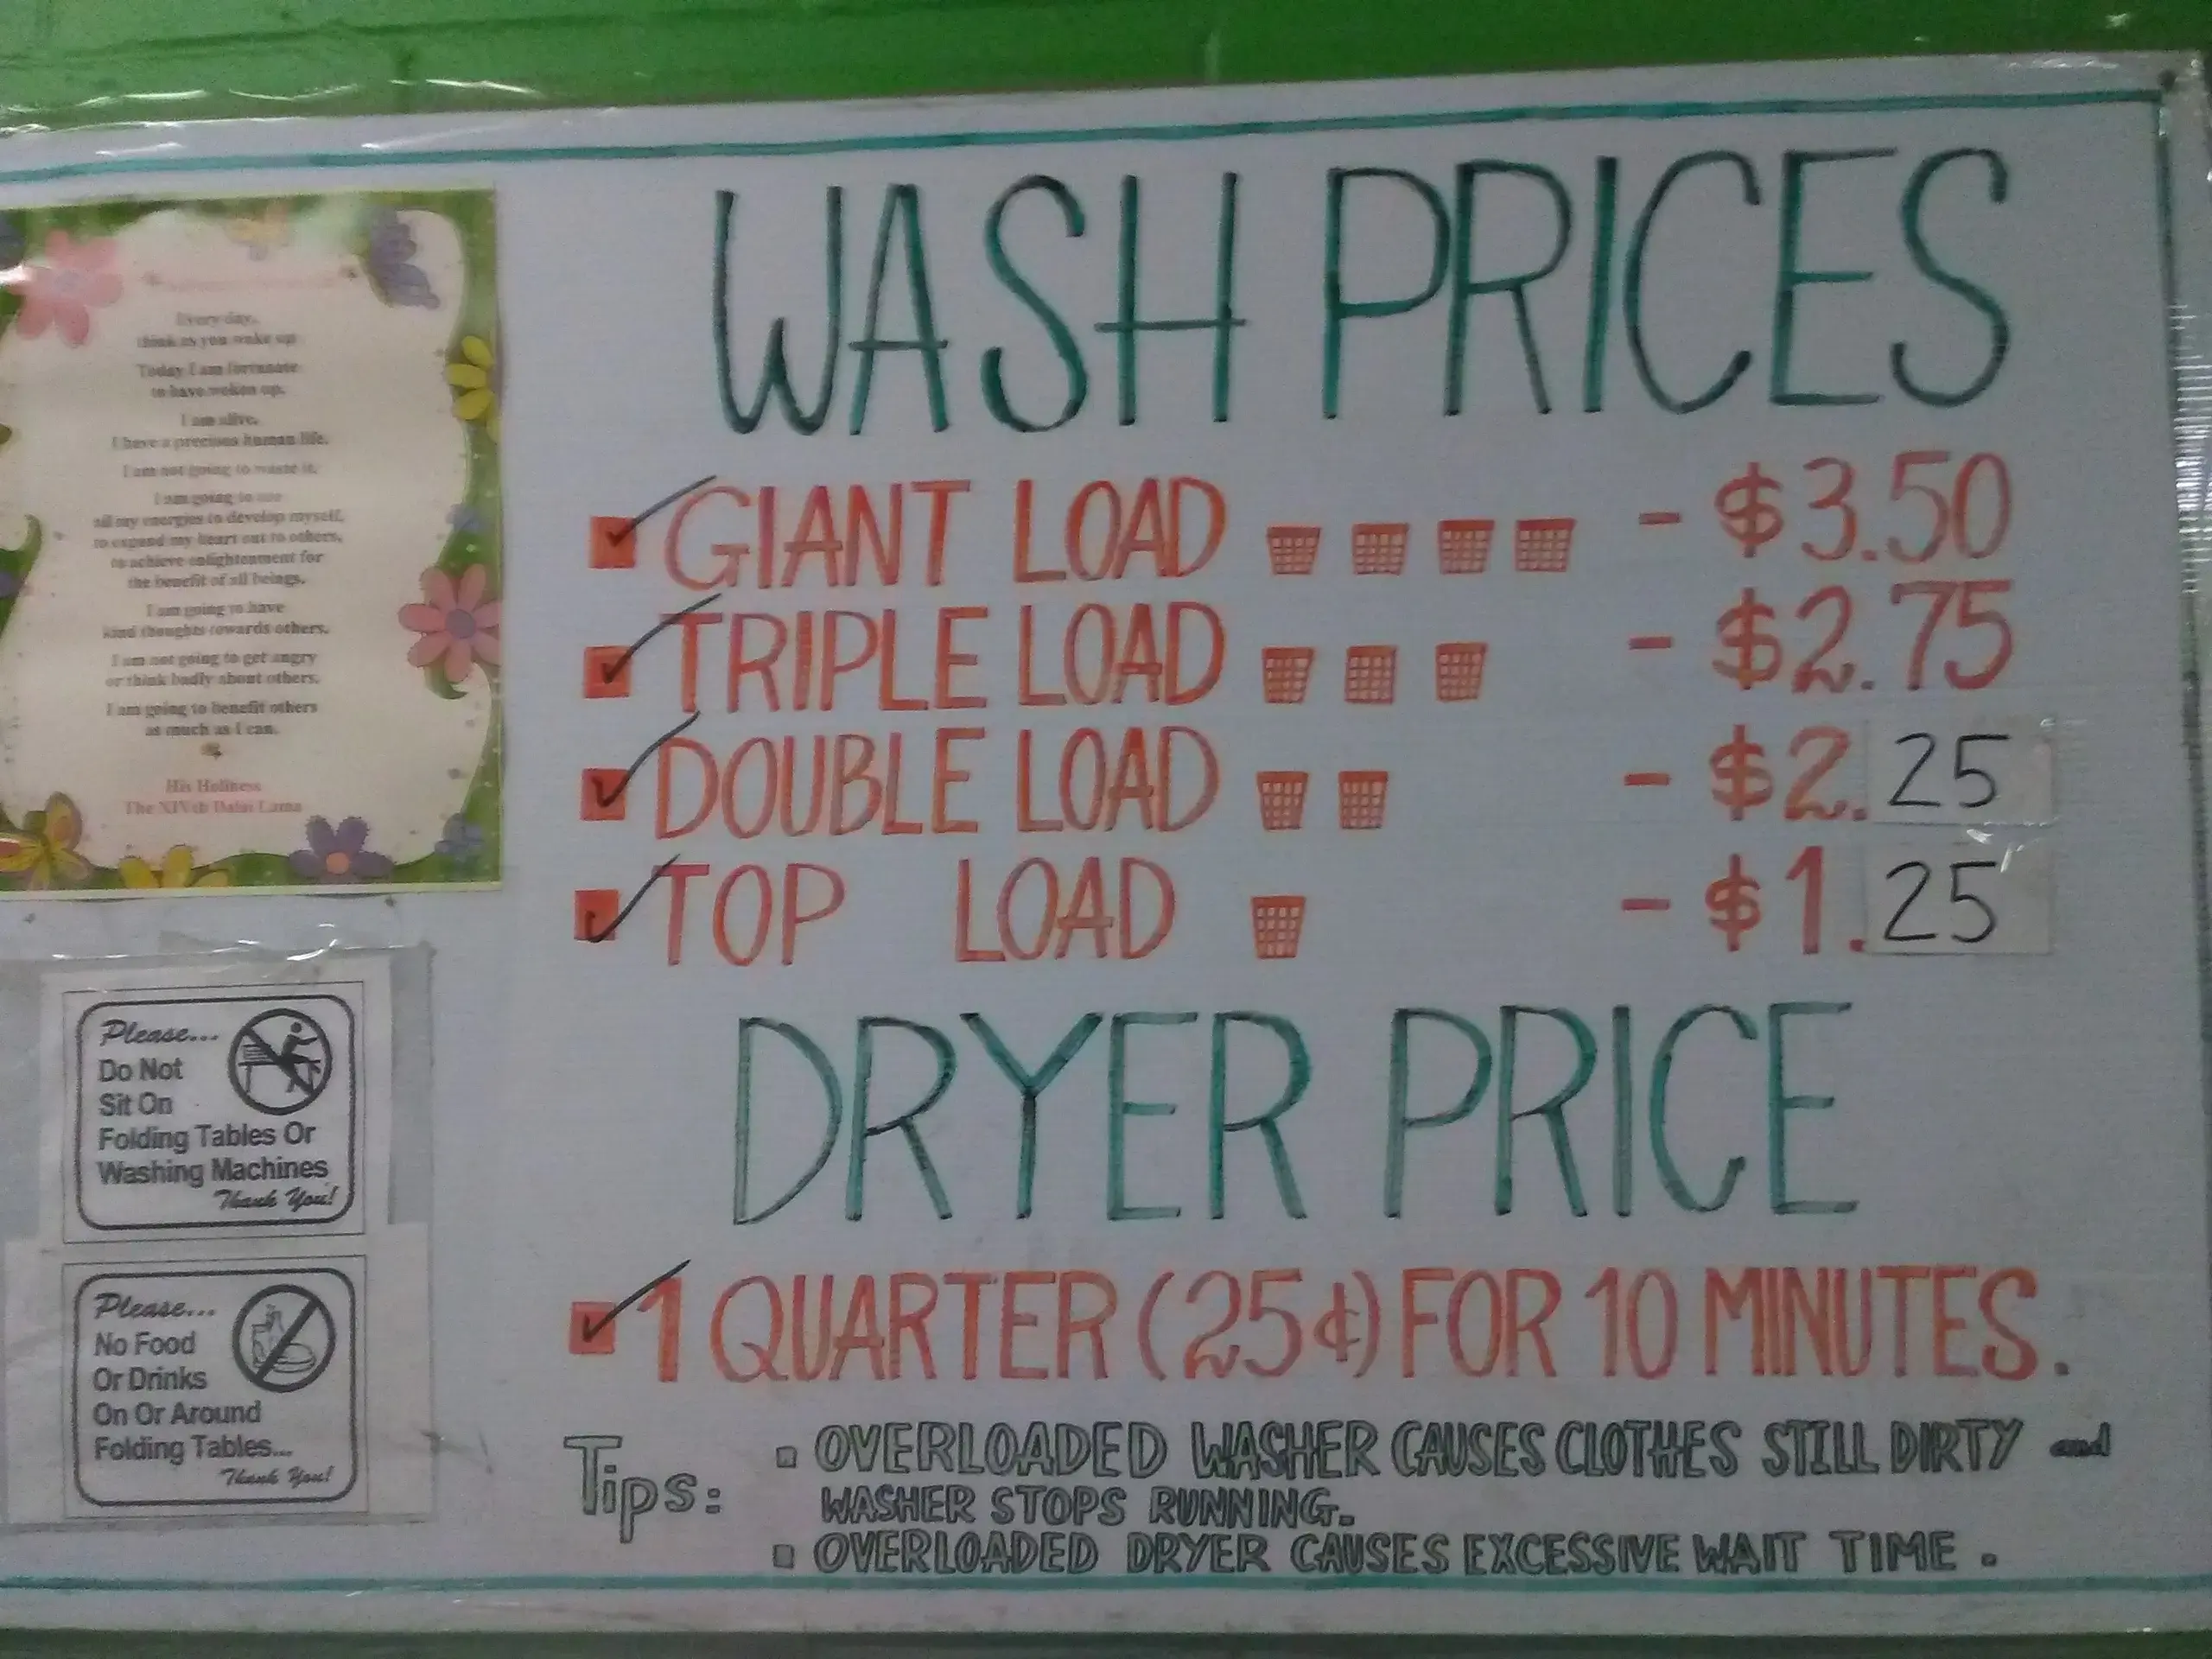 Every day,
think as you wake up
Today I am fortunate
to have woken up.
I am alive.
I have a precious human life.
I am not going to waste it.
I am going to use
all my energies to develop myself,
to expand my heart out to others,
to achieve enlightenment for
the benefit of all beings.
I am going to have
kind thoughts towards others.
I am not going to get angry
or think badly about others.
I am going to benefit others
as much as I can.
His Holiness
The XIVth Dalai Lama
Please...
Do Not
Sit On
Folding Tables Or
Washing Machines
Thank You!
Please...
No Food
Or Drinks
On Or Around
Folding Tables...
Thank You!
WASH PRICES
GIANT LOAD - $3.50
TRIPLE LOAD - $2.75
DOUBLE LOAD - $2.25
TOP LOAD - $1.25
DRYER PRICE
1 QUARTER (25¢) FOR 10 MINUTES.
Tips: OVERLOADED WASHER CAUSES CLOTHES STILL DIRTY and
WASHER STOPS RUNNING.
OVERLOADED DRYER CAUSES EXCESSIVE WAIT TIME.